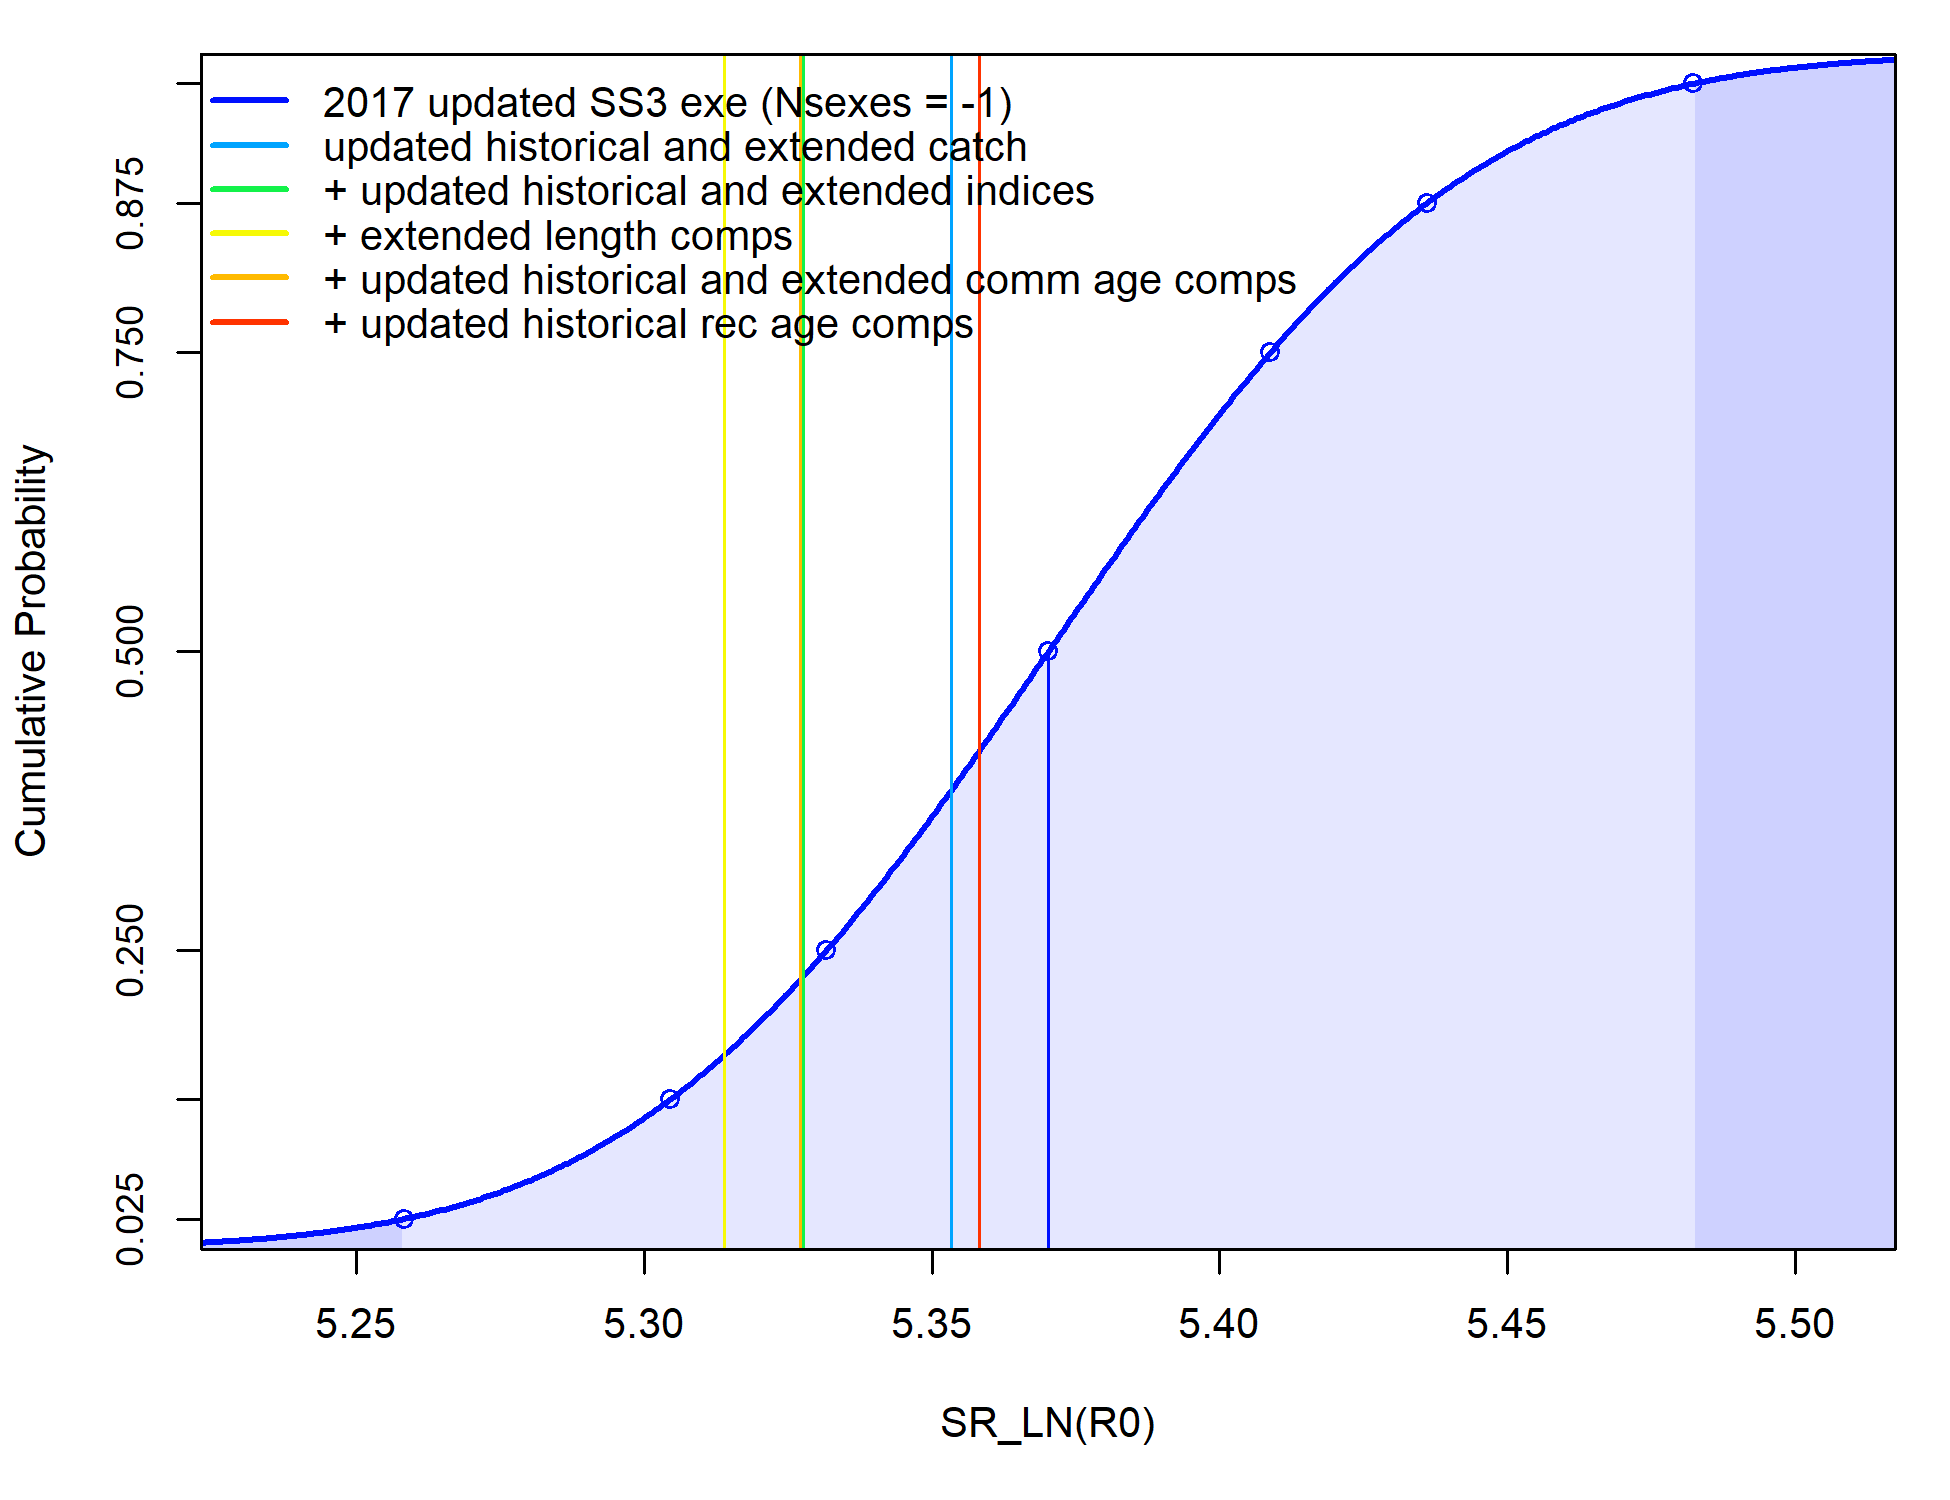 2017 updated SS3 exe (Nsexes = -1)
updated historical and extended catch
+ updated historical and extended indices
+ extended length comps
+ updated historical and extended comm age comps
+ updated historical rec age comps
Cumulative Probability
0.875
0.750
0.500
0.250
0.025
5.25 5.30 5.35 5.40 5.45 5.50
SR_LN(R0)